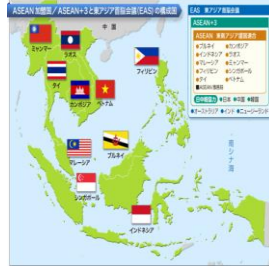 ASEAN加盟国／ASEAN+3と東アジア首脳会議(EAS)の構成図
EAS 東アジア首脳会議
ASEAN+3
ASEAN 東南アジア諸国連合
●ブルネイ ●カンボジア
●インドネシア ●ラオス
●マレーシア ●ミャンマー
●フィリピン ●シンガポール
●タイ ●ベトナム
●日本 ●中国 ●韓国
●オーストラリア ●インド ●ニュージーランド
中国
ミャンマー
ラオス
タイ
カンボジア
ベトナム
フィリピン
マレーシア
ブルネイ
シンガポール
インドネシア